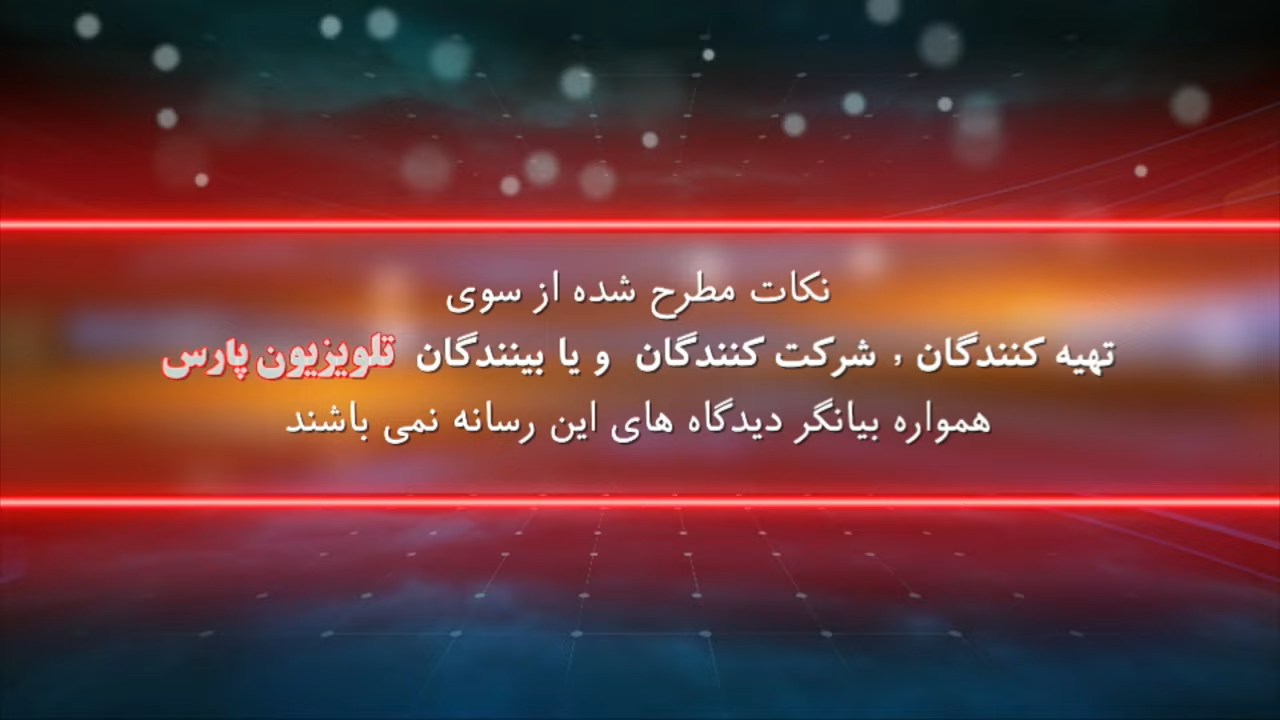 نکات مطرح شده از سوی
تهیه کنندگان , شرکت کنندگان و یا بینندگان تلویزیون پارس
همواره بیانگر دیدگاه های این رسانه نمی باشند